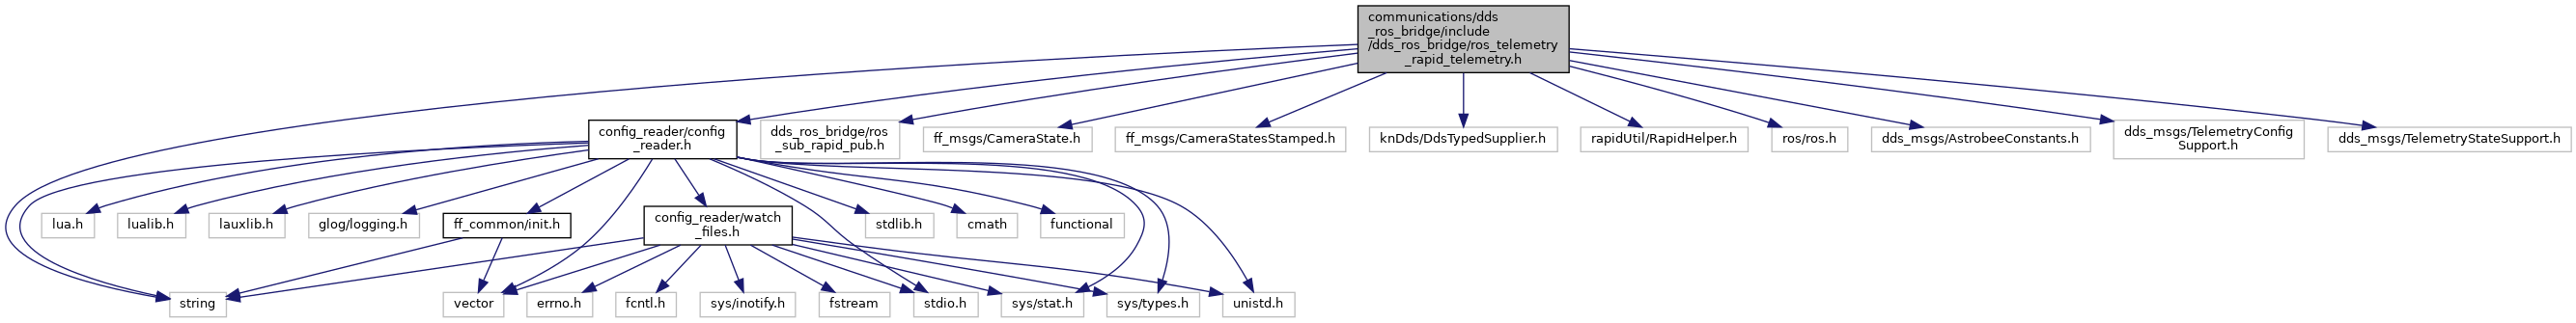 communications/dds
_ros_bridge/include
/dds_ros_bridge/ros_telemetry
_rapid_telemetry.h
config_reader/config
_reader.h
dds_ros_bridge/ros
_sub_rapid_pub.h
ff_msgs/CameraState.h
ff_msgs/CameraStatesStamped.h
knDds/DdsTypedSupplier.h
rapidUtil/RapidHelper.h
ros/ros.h
dds_msgs/AstrobeeConstants.h
dds_msgs/TelemetryConfig
Support.h
dds_msgs/TelemetryStateSupport.h
lua.h
lualib.h
lauxlib.h
glog/logging.h
ff_common/init.h
config_reader/watch
_files.h
stdlib.h
cmath
functional
string
vector
errno.h
fcntl.h
sys/inotify.h
fstream
stdio.h
sys/stat.h
sys/types.h
unistd.h